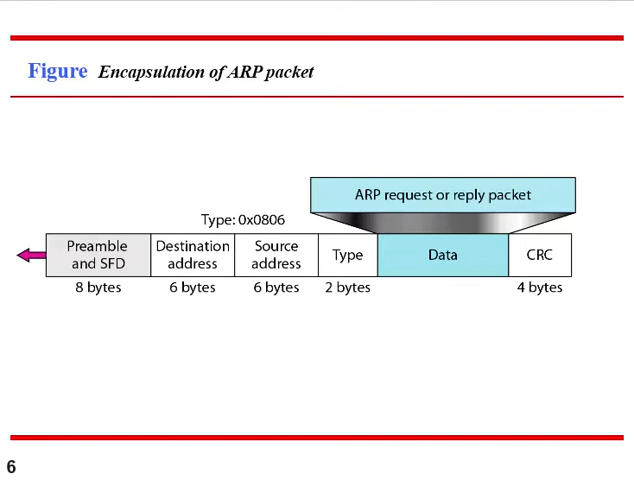 Figure Encapsulation of ARP packet
ARP request or reply packet
Type: 0x0806
Preamble
and SFD
Destination
address
Source
address
Type
Data
CRC
8 bytes
6 bytes
6 bytes
2 bytes
4 bytes
6